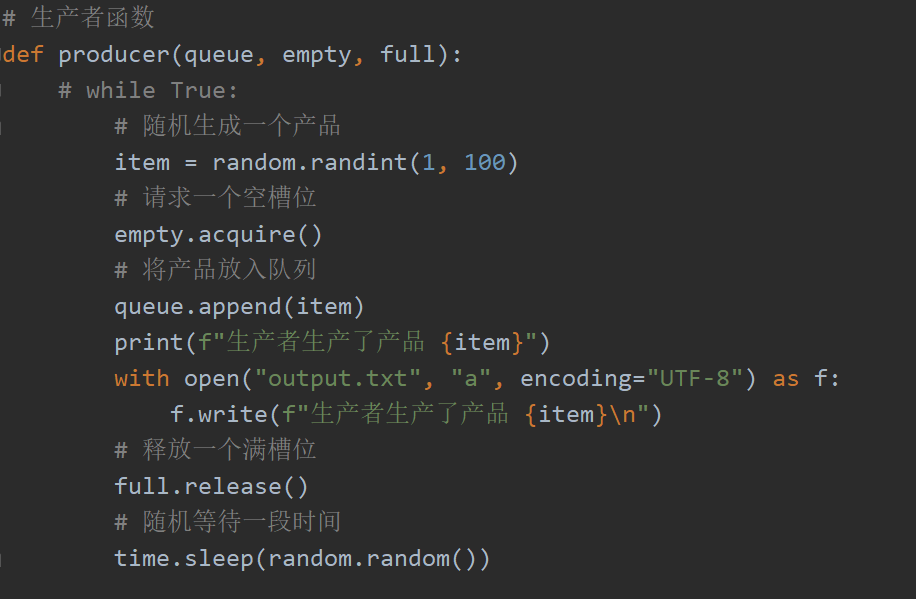 # 生产者函数
def producer(queue, empty, full):
    # while True:
        # 随机生成一个产品
        item = random.randint(1, 100)
        # 请求一个空槽位
        empty.acquire()
        # 将产品放入队列
        queue.append(item)
        print(f"生产者生产了产品 {item}")
        with open("output.txt", "a", encoding="UTF-8") as f:
            f.write(f"生产者生产了产品 {item}\n")
        # 释放一个满槽位
        full.release()
        # 随机等待一段时间
        time.sleep(random.random())